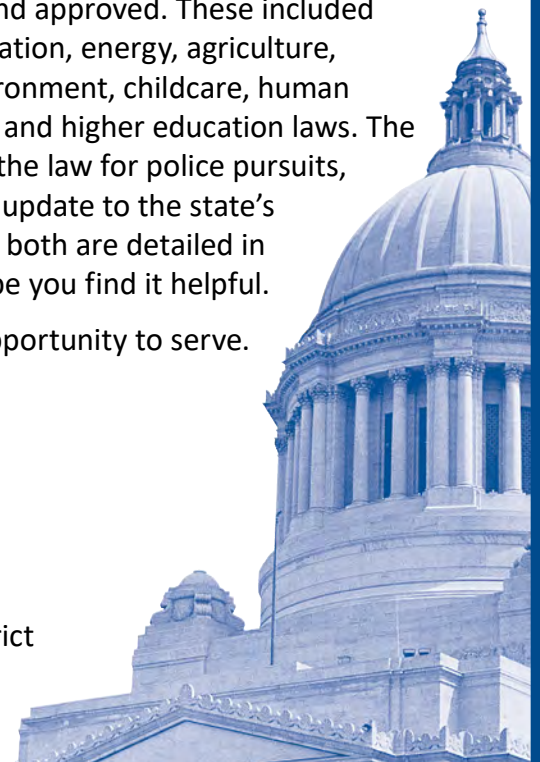 nd approved. These included
ation, energy, agriculture,
ronment, childcare, human
and higher education laws. The
the law for police pursuits,
update to the state's
both are detailed in
pe you find it helpful.
pportunity to serve.
rict